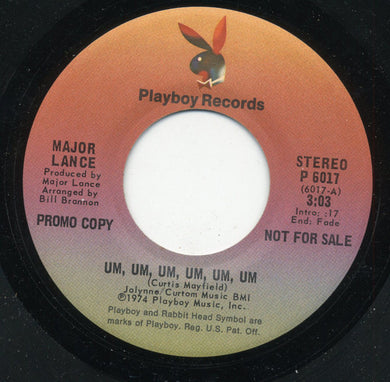 Playboy Records
MAJOR
LANCE
Produced by
Major Lance
Arranged by
Bill Brannon
PROMO COPY
STEREO
P 6017
(6017-A)
3:03
Intro: :17
End: Fade
NOT FOR SALE
UM, UM, UM, UM, UM, UM
(Curtis Mayfield)
Jolynne/Curtom Music BMI
Ⓟ1974 Playboy Music, Inc.
Playboy and Rabbit Head Symbol are
marks of Playboy. Reg. U.S. Pat. Off.